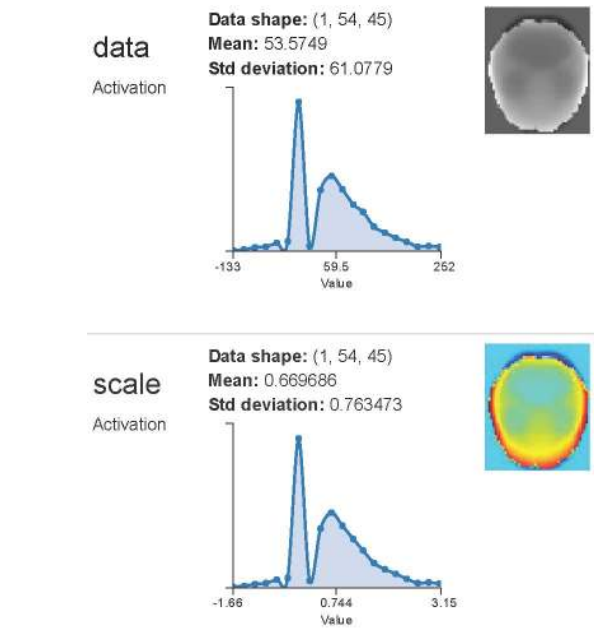 data
Activation
Data shape: (1, 54, 45)
Mean: 53.5749
Std deviation: 61.0779
-133
59.5
252
Value
scale
Activation
Data shape: (1, 54, 45)
Mean: 0.669686
Std deviation: 0.763473
-1.66
0.744
3.15
Value